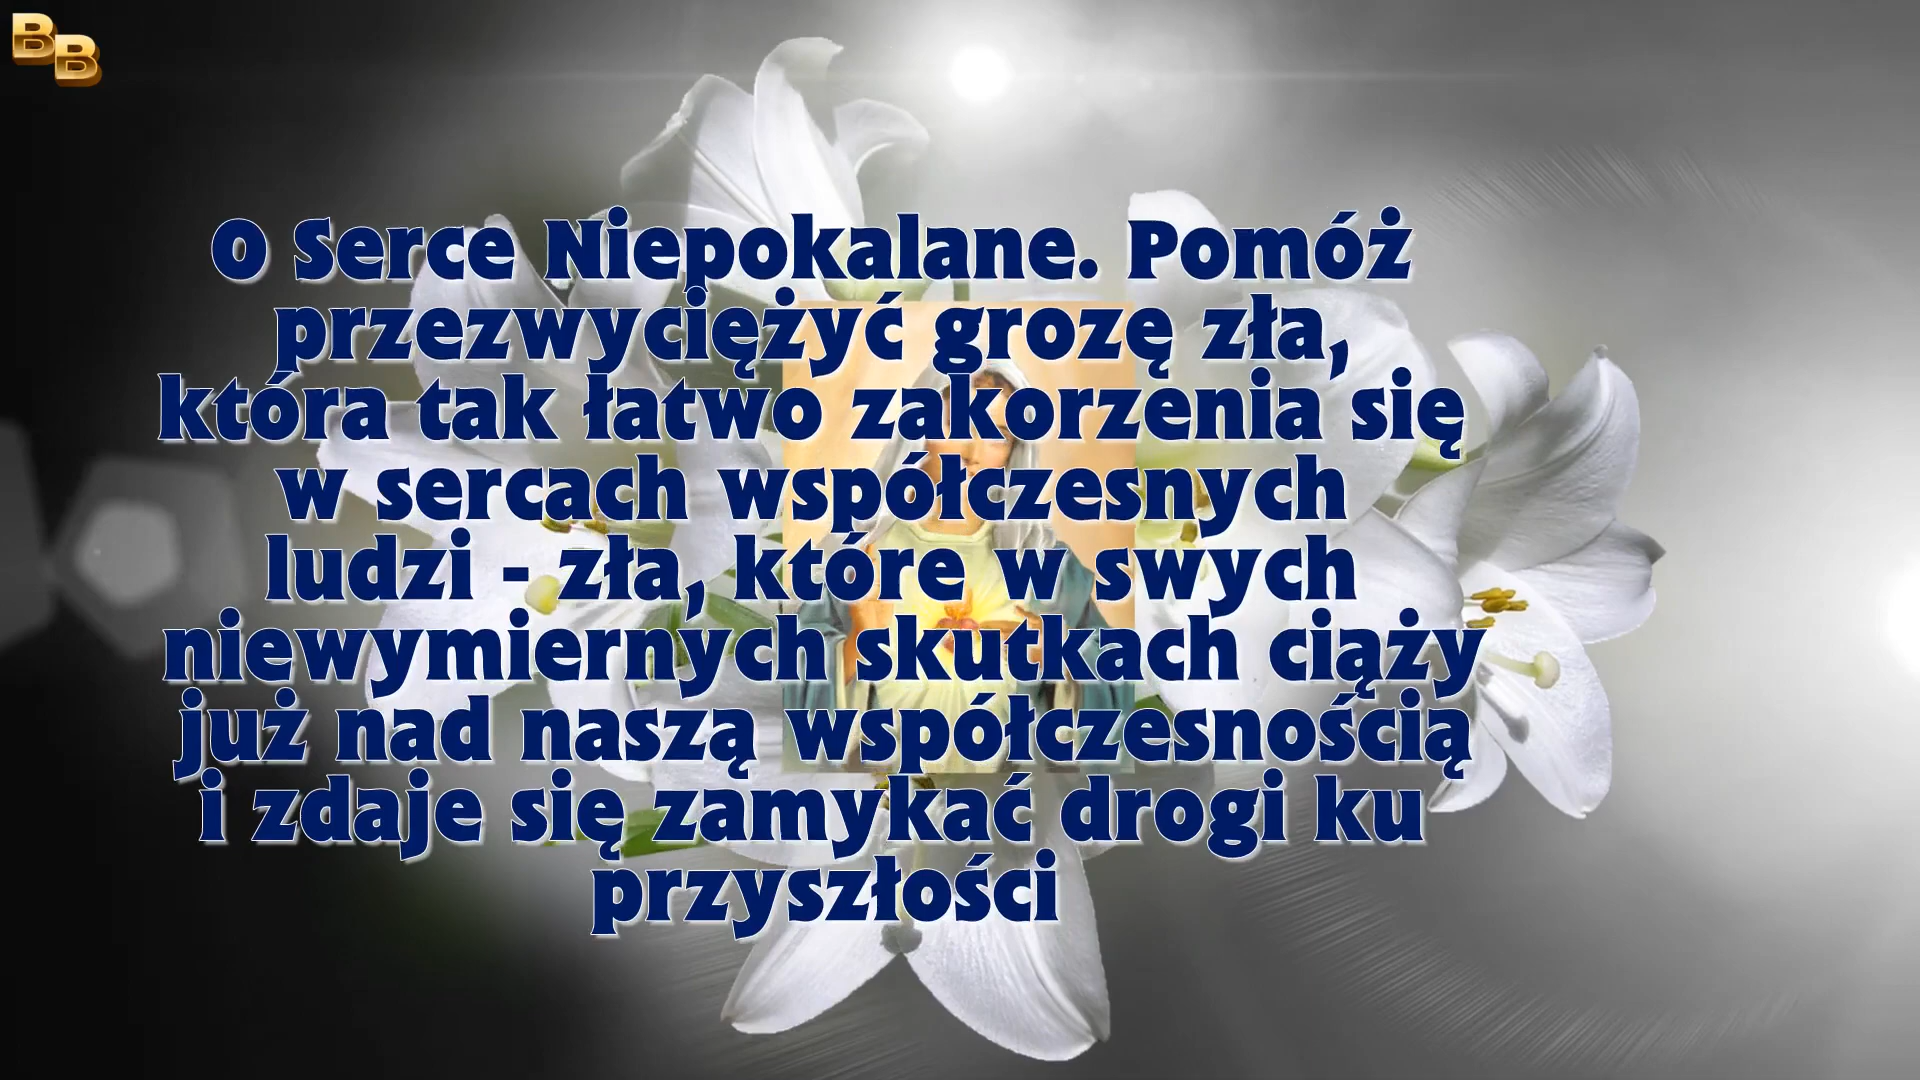 BB
O Serce Niepokalane. Pomóż
przezwyciężyć grozę zła,
która tak łatwo zakorzenia się
w sercach współczesnych
ludzi - zła, które w swych
niewymiernych skutkach ciąży
już nad naszą współczesnością
i zdaje się zamykać drogi ku
przyszłości